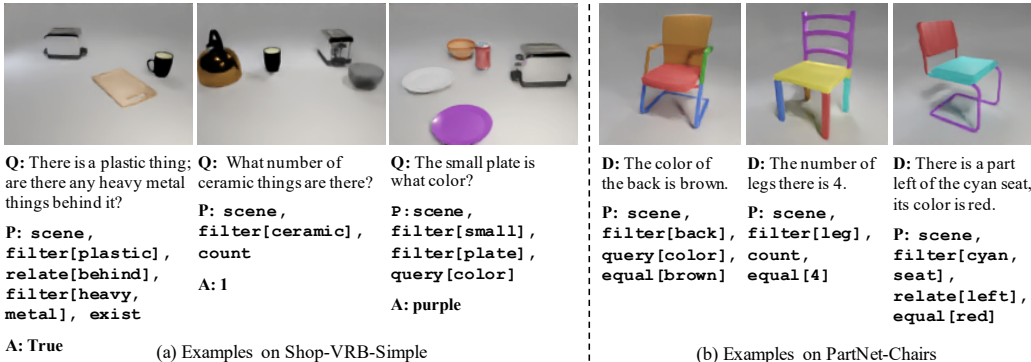 Q: There is a plastic thing;
are there any heavy metal
things behind it?
P: scene,
filter[plastic],
relate[behind],
filter[heavy,
metal], exist
A: True
Q: What number of
ceramic things are there?
P: scene,
filter[ceramic],
count
A: 1
Q: The small plate is
what color?
P:scene,
filter[small],
filter[plate],
query[color]
A: purple
(a) Examples on Shop-VRB-Simple
D: The color of
the back is brown.
P: scene,
filter[back],
query[color],
equal[brown]
D: The number of
legs there is 4.
P: scene,
filter[leg],
count,
equal[4]
D: There is a part
left of the cyan seat,
its color is red.
P: scene,
filter[cyan,
seat],
relate[left],
equal[red]
(b) Examples on PartNet-Chairs